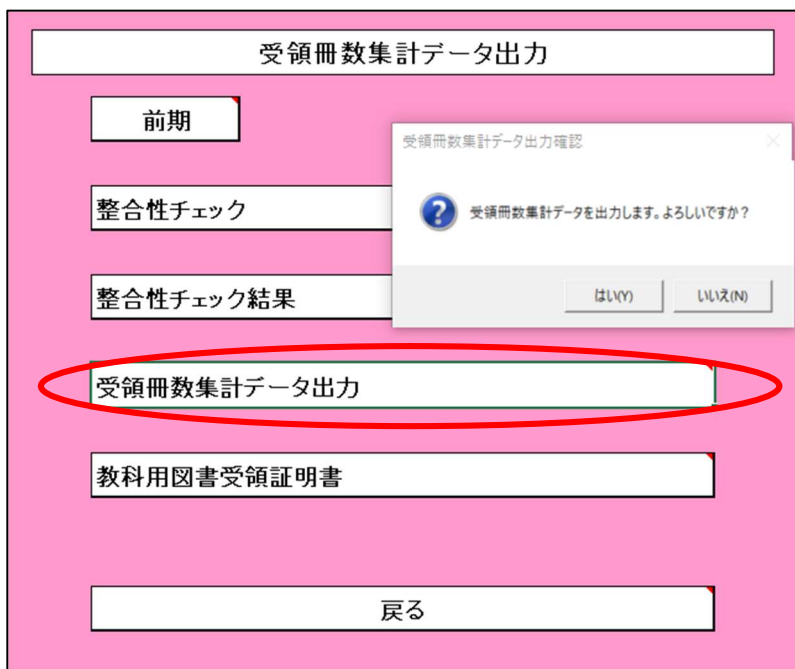 受領冊数集計データ出力
前期
受領冊数集計データ出力確認
整合性チェック
受領冊数集計データを出力します。よろしいですか？
整合性チェック結果
はい(Y)
いいえ(N)
受領冊数集計データ出力
教科用図書受領証明書
戻る